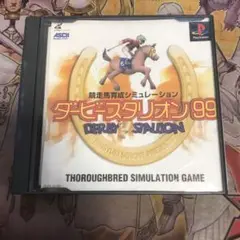 ASCII
競走馬育成シミュレーション
ダービースタリオン99
DERBY STALLION
THOROUGHBRED SIMULATION GAME